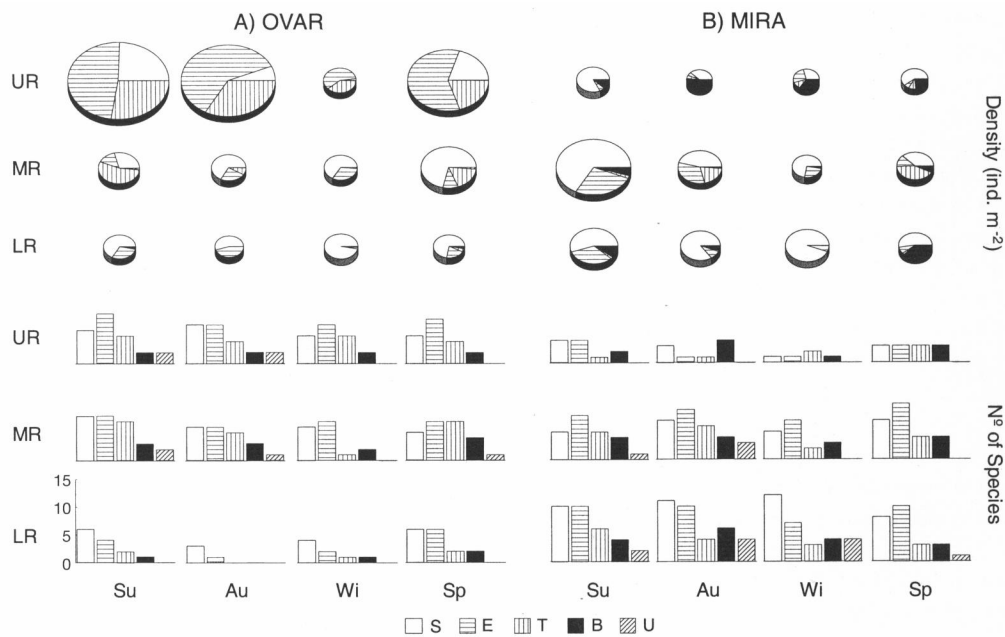 A) OVAR
B) MIRA
UR
MR
LR
Density (ind. m⁻²)
UR
MR
LR
15
10
5
0
Nº of Species
Su Au Wi Sp
Su Au Wi Sp
S E T B U